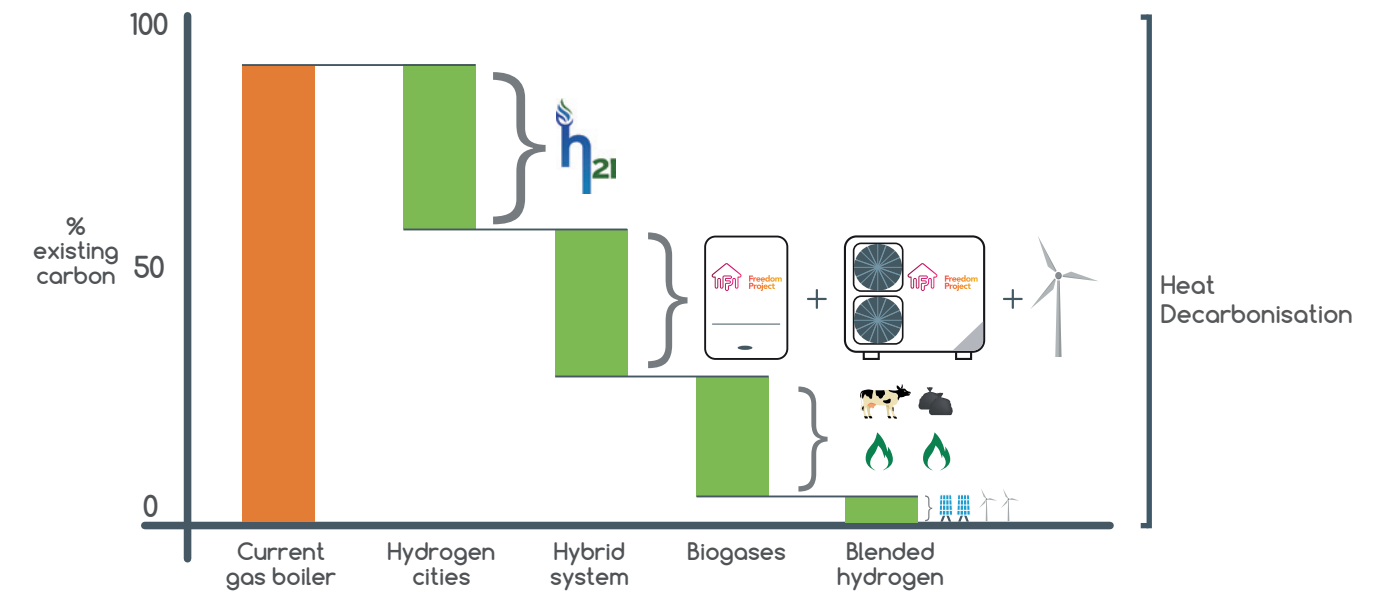 100
%
existing
carbon
50
0
h21
Freedom
Project
+
Freedom
Project
+
Heat
Decarbonisation
Current
gas boiler
Hydrogen
cities
Hybrid
system
Biogases
Blended
hydrogen